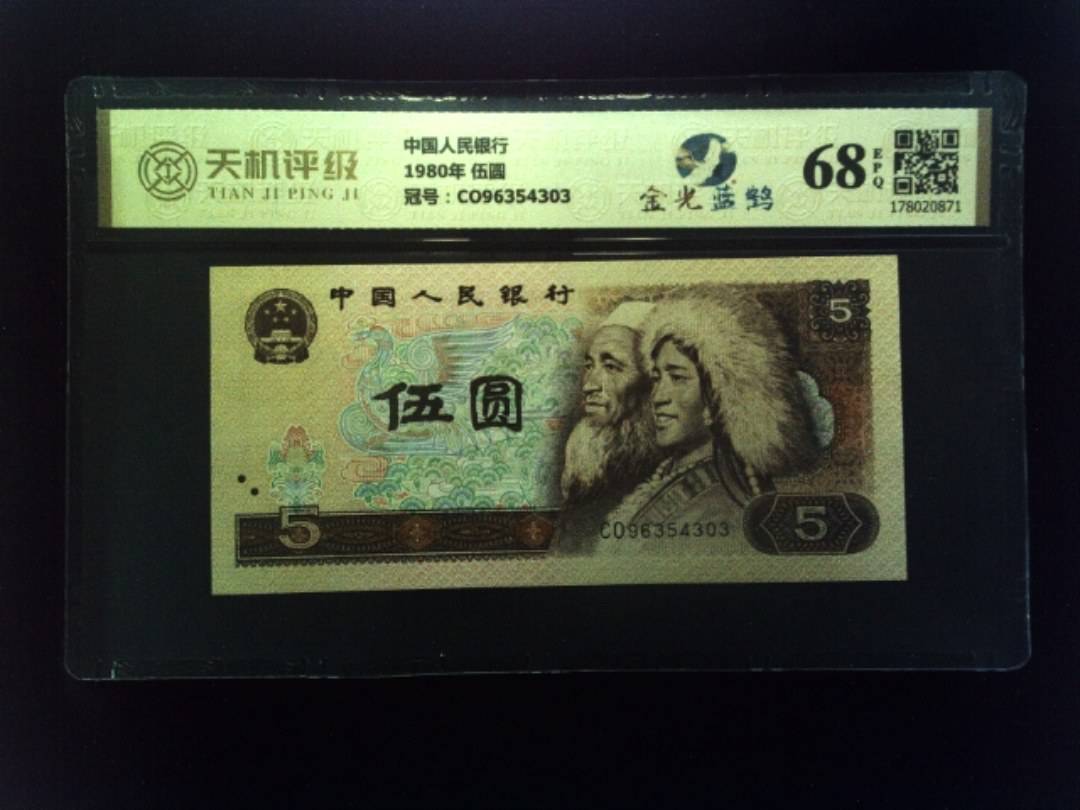 天机评级
TIAN JI PING JI
中国人民银行
1980年 伍圆
冠号：CO96354303
金光蓝鹤
68
EPQ
178020871
中国人民银行
5
伍圆
5
CO96354303
5